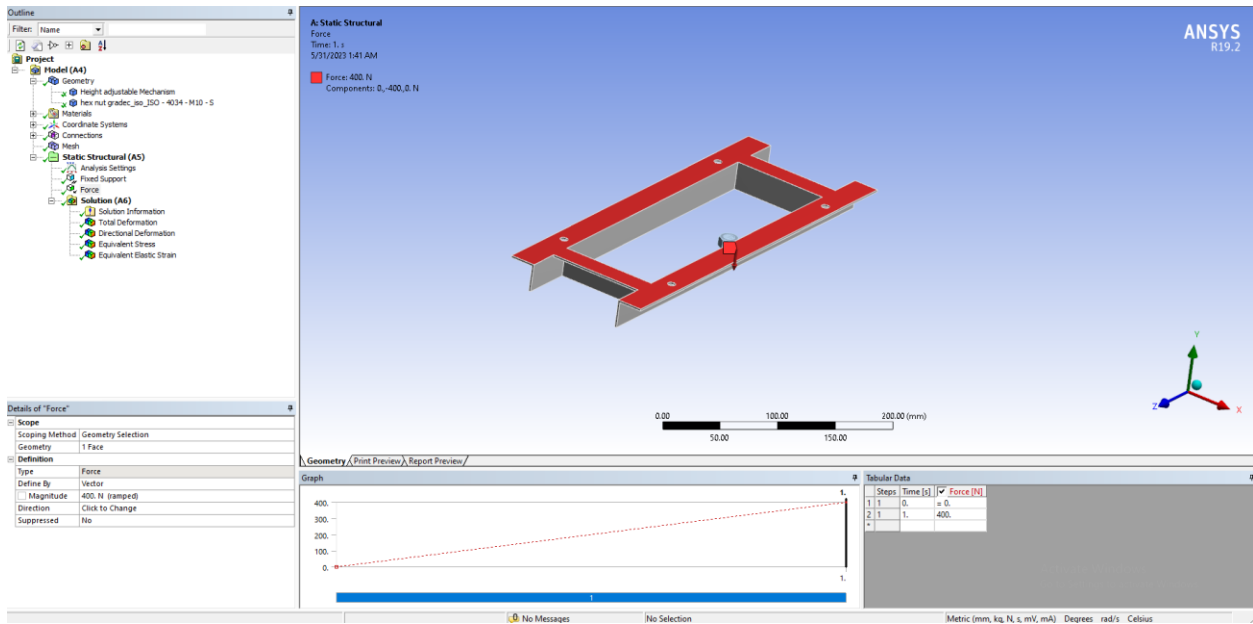 Outline
Filter: Name
Project
Model (A4)
Geometry
Height adjustable Mechanism
hex nut gradec_iso_ISO - 4034 - M10 - S
Materials
Coordinate Systems
Connections
Mesh
Static Structural (A5)
Analysis Settings
Fixed Support
Force
Solution (A6)
Solution Information
Total Deformation
Directional Deformation
Equivalent Stress
Equivalent Elastic Strain
Details of "Force"
Scope
Scoping Method Geometry Selection
Geometry 1 Face
Definition
Type Force
Define By Vector
Magnitude 400. N (ramped)
Direction Click to Change
Suppressed No
A: Static Structural
Force
Time: 1. s
5/31/2023 1:41 AM
Force: 400. N
Components: 0.,-400.,0. N
ANSYS
R19.2
Y
Z
X
0.00 100.00 200.00 (mm)
50.00 150.00
Geometry Print Preview Report Preview
Graph
1.
400.
300.
200.
100.
0.
1.
1
Tabular Data
Steps Time [s] Force [N]
1 1 0. = 0.
2 1 1. 400.
*
No Messages
No Selection
Metric (mm, kg, N, s, mV, mA) Degrees rad/s Celsius